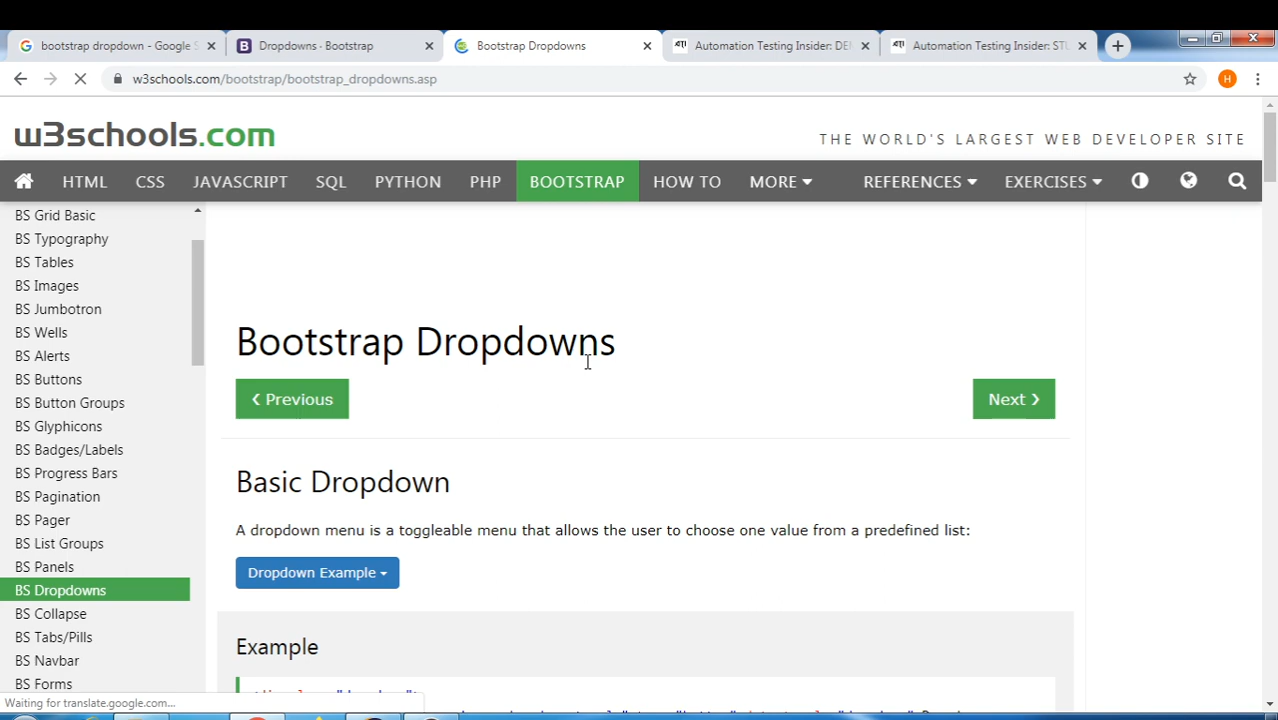 bootstrap dropdown - Google S
Dropdowns · Bootstrap
Bootstrap Dropdowns
Automation Testing Insider: DE
Automation Testing Insider: STU
w3schools.com/bootstrap/bootstrap_dropdowns.asp
H
w3schools.com
THE WORLD'S LARGEST WEB DEVELOPER SITE
HTML CSS JAVASCRIPT SQL PYTHON PHP BOOTSTRAP HOW TO MORE REFERENCES EXERCISES
BS Grid Basic
BS Typography
BS Tables
BS Images
BS Jumbotron
BS Wells
BS Alerts
BS Buttons
BS Button Groups
BS Glyphicons
BS Badges/Labels
BS Progress Bars
BS Pagination
BS Pager
BS List Groups
BS Panels
BS Dropdowns
BS Collapse
BS Tabs/Pills
BS Navbar
BS Forms
Bootstrap Dropdowns
❮ Previous
Next ❯
Basic Dropdown
A dropdown menu is a toggleable menu that allows the user to choose one value from a predefined list:
Dropdown Example
Example
Waiting for translate.google.com...